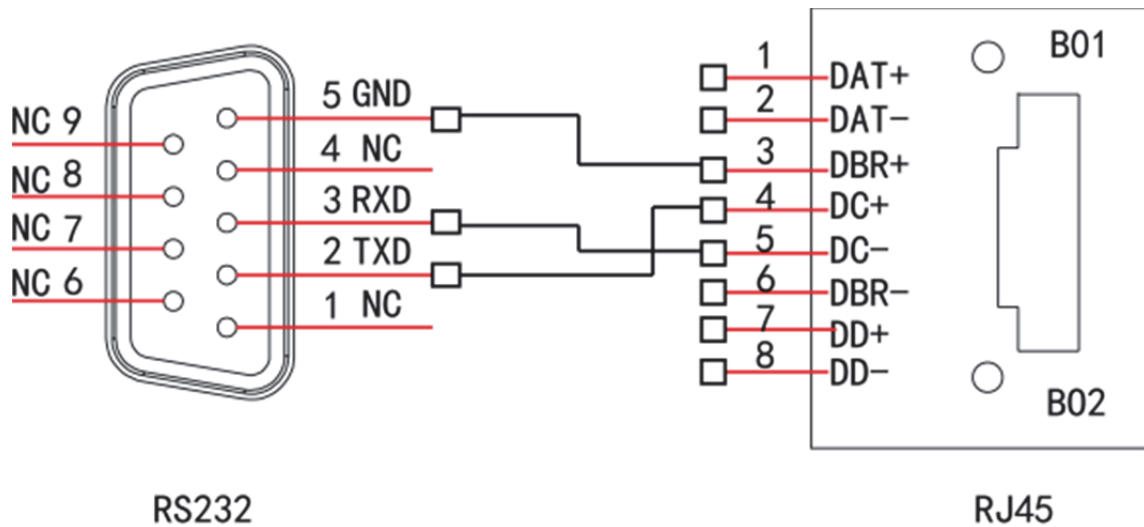 NC 9
NC 8
NC 7
NC 6
5 GND
4 NC
3 RXD
2 TXD
1 NC
RS232
1 DAT+
2 DAT-
3 DBR+
4 DC+
5 DC-
6 DBR-
7 DD+
8 DD-
B01
B02
RJ45